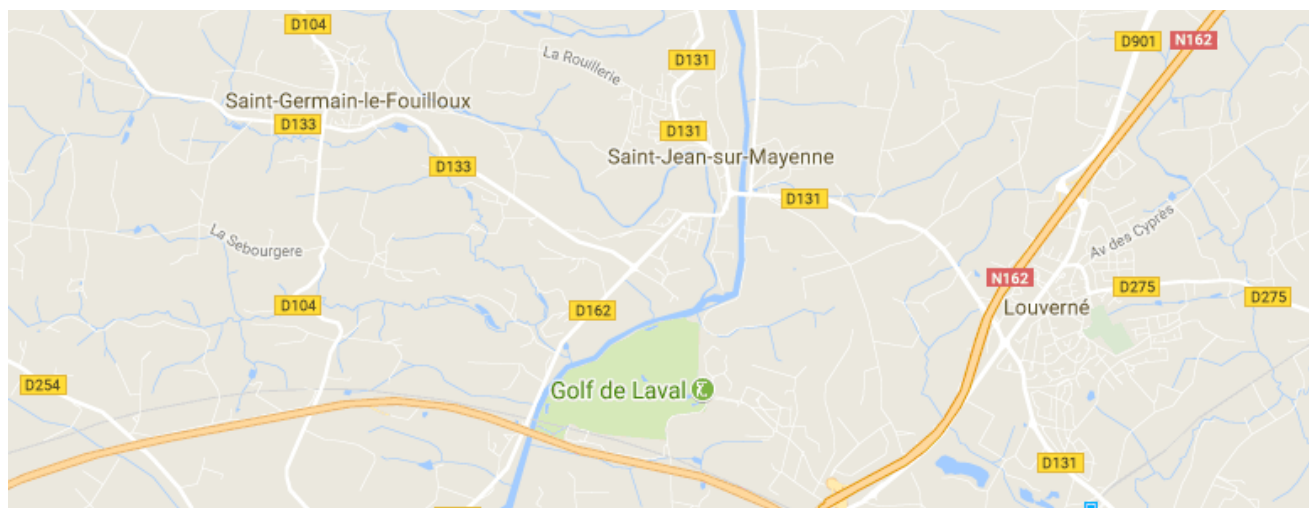 D104
D901
N162
La Rouillerie
D131
Saint-Germain-le-Fouilloux
D133
D131
Saint-Jean-sur-Mayenne
D133
D131
Av des Cyprès
La Sebourgere
N162
D275
D275
D104
D162
Louverné
D254
Golf de Laval
D131